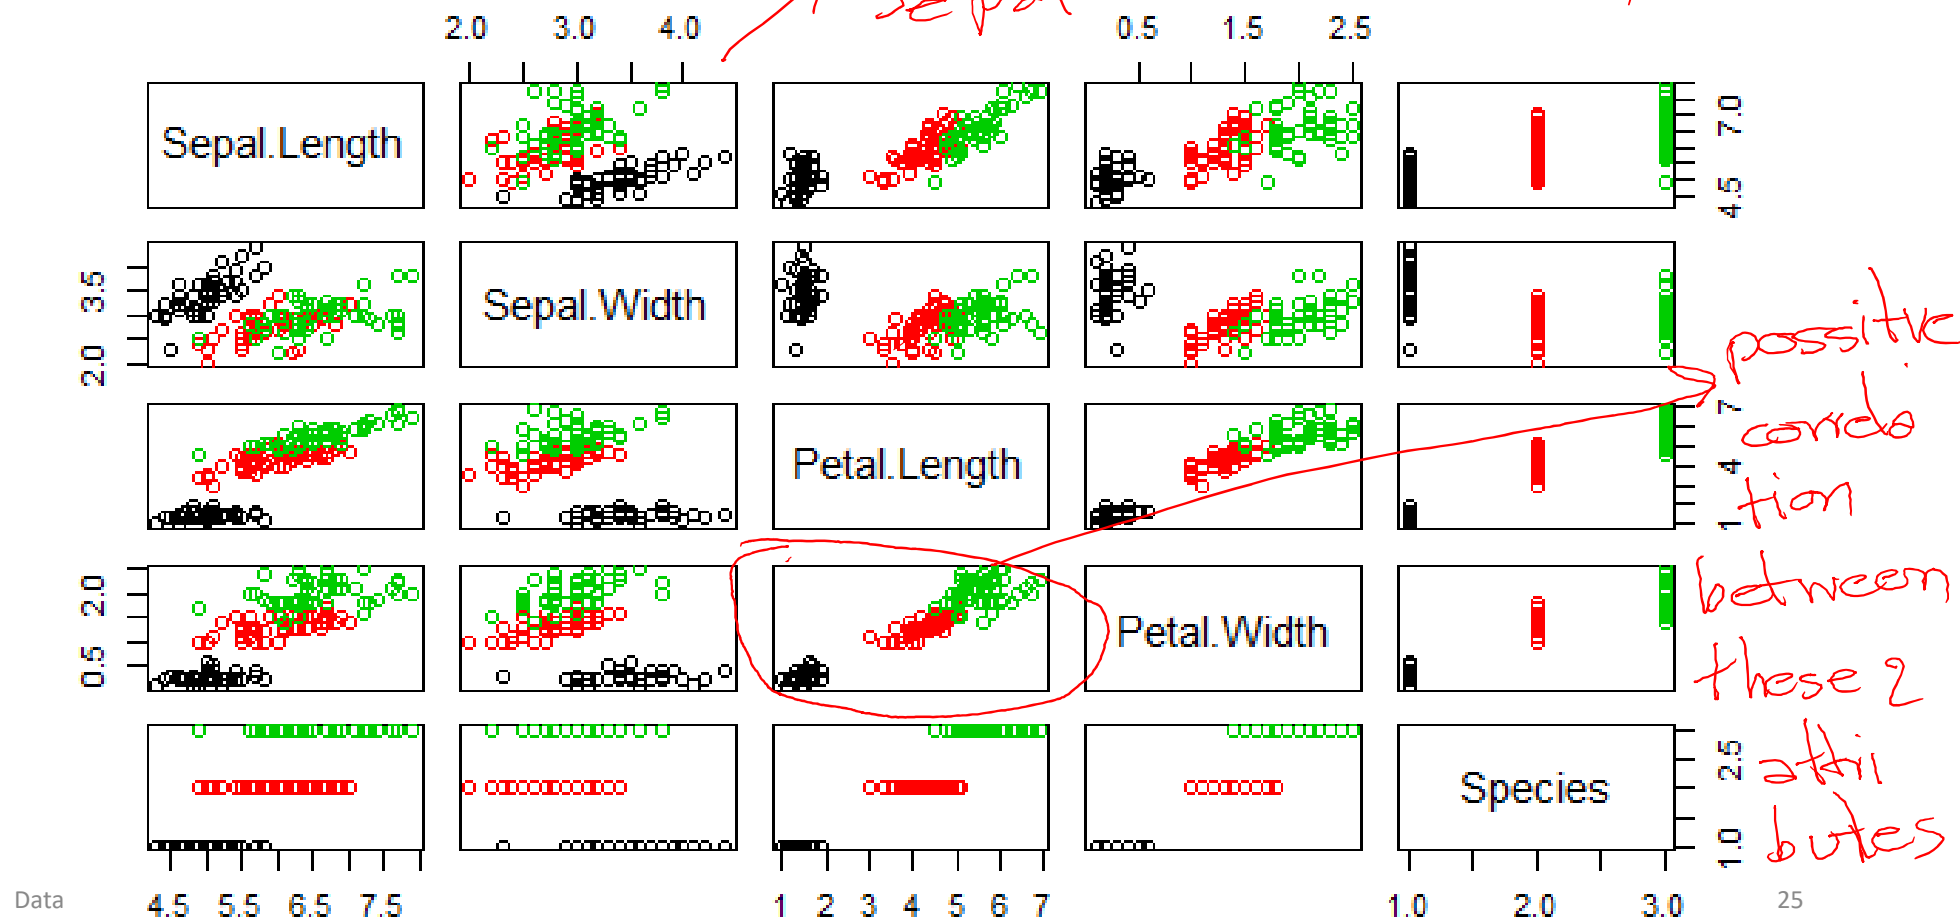 sepal
2.0 3.0 4.0 0.5 1.5 2.5
Sepal.Length
4.5 7.0
Sepal.Width
2.0 3.5
Petal.Length
1 4 7
Petal.Width
0.5 2.0
Species
1.0 2.5
4.5 5.5 6.5 7.5 1 2 3 4 5 6 7 1.0 2.0 3.0
possitve
correla
tion
between
these 2
attri
butes
Data
25